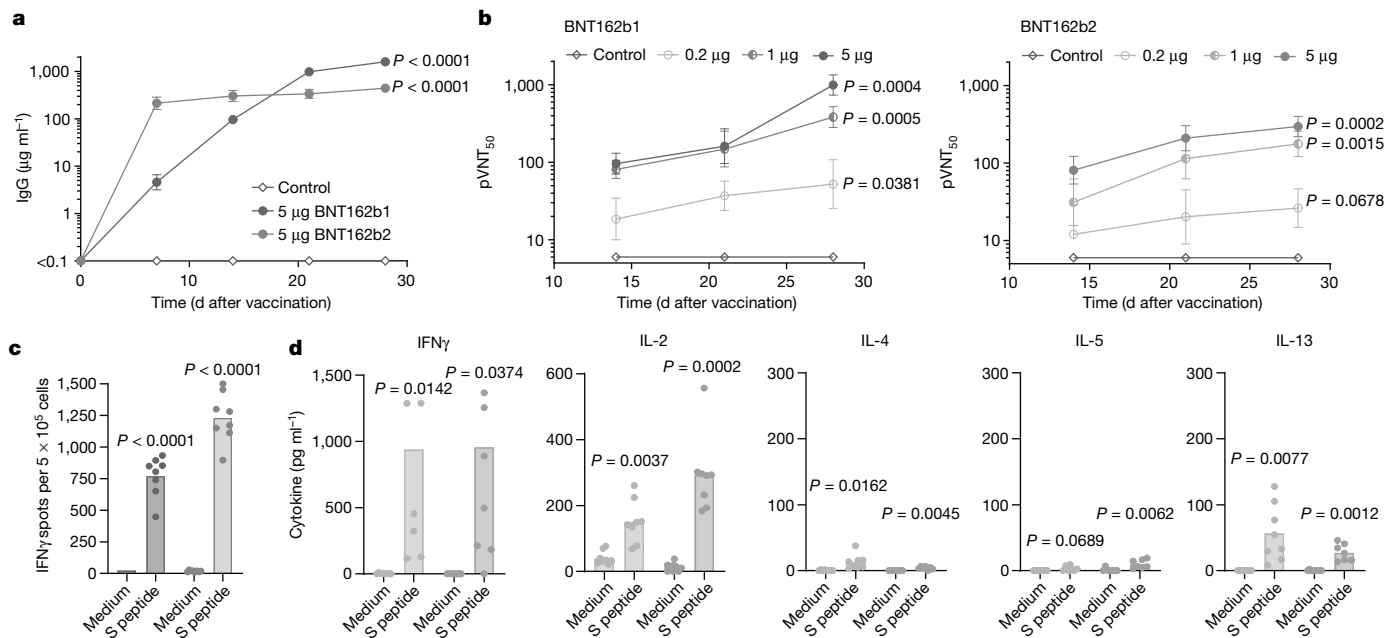 a
IgG (μg ml⁻¹)
1,000
100
10
1
<0.1
0 10 20 30
Time (d after vaccination)
P < 0.0001
P < 0.0001
Control
5 μg BNT162b1
5 μg BNT162b2
b
BNT162b1
Control 0.2 μg 1 μg 5 μg
pVNT₅₀
1,000
100
10
10 15 20 25 30
Time (d after vaccination)
P = 0.0004
P = 0.0005
P = 0.0381
BNT162b2
Control 0.2 μg 1 μg 5 μg
pVNT₅₀
1,000
100
10
10 15 20 25 30
Time (d after vaccination)
P = 0.0002
P = 0.0015
P = 0.0678
c
IFNγ spots per 5 × 10⁵ cells
1,500
1,250
1,000
750
500
250
0
P < 0.0001
P < 0.0001
Medium
S peptide
Medium
S peptide
d
Cytokine (pg ml⁻¹)
IFNγ
1,500
1,000
500
0
P = 0.0142
P = 0.0374
Medium
S peptide
Medium
S peptide
IL-2
600
400
200
0
P = 0.0037
P = 0.0002
Medium
S peptide
Medium
S peptide
IL-4
300
200
100
0
P = 0.0162
P = 0.0045
Medium
S peptide
Medium
S peptide
IL-5
300
200
100
0
P = 0.0689
P = 0.0062
Medium
S peptide
Medium
S peptide
IL-13
300
200
100
0
P = 0.0077
P = 0.0012
Medium
S peptide
Medium
S peptide